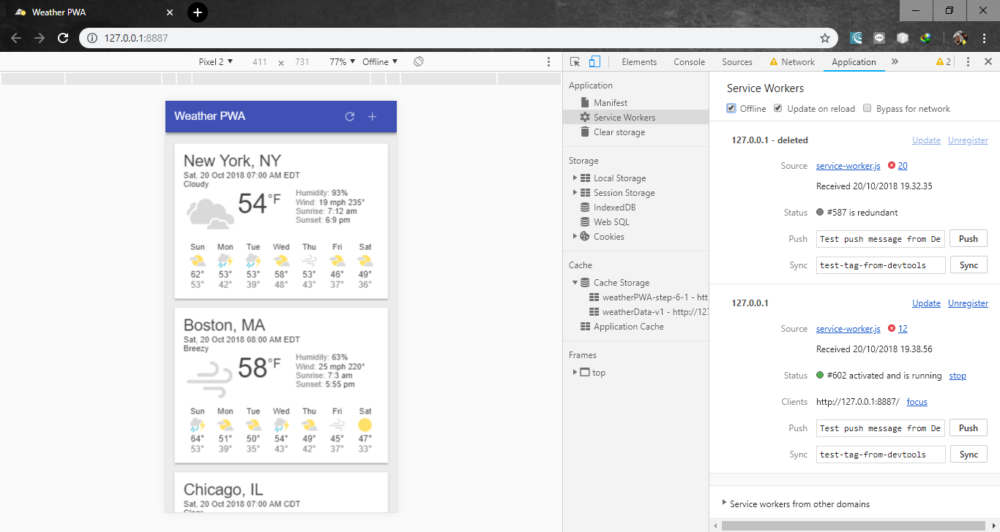 Weather PWA
127.0.0.1:8887
Pixel 2 ▼ 411 × 731 77% ▼ Offline ▼
Elements Console Sources Network Application » 2
Weather PWA
New York, NY
Sat, 20 Oct 2018 07:00 AM EDT
Cloudy
54°F
Humidity: 93%
Wind: 19 mph 235°
Sunrise: 7:12 am
Sunset: 6:9 pm
Sun Mon Tue Wed Thu Fri Sat
62° 53° 53° 58° 53° 46° 49°
53° 42° 39° 48° 43° 37° 36°
Boston, MA
Sat, 20 Oct 2018 08:00 AM EDT
Breezy
58°F
Humidity: 63%
Wind: 25 mph 220°
Sunrise: 7:3 am
Sunset: 5:55 pm
Sun Mon Tue Wed Thu Fri Sat
64° 51° 50° 54° 49° 45° 47°
53° 39° 35° 43° 42° 37° 33°
Chicago, IL
Sat, 20 Oct 2018 07:00 AM CDT
Application
Manifest
Service Workers
Clear storage
Storage
Local Storage
Session Storage
IndexedDB
Web SQL
Cookies
Cache
Cache Storage
weatherPWA-step-6-1 - htt
weatherData-v1 - http://127
Application Cache
Frames
top
Service Workers
Offline Update on reload Bypass for network
127.0.0.1 - deleted Update Unregister
Source service-worker.js 20
Received 20/10/2018 19.32.35
Status #587 is redundant
Push Test push message from De Push
Sync test-tag-from-devtools Sync
127.0.0.1 Update Unregister
Source service-worker.js 12
Received 20/10/2018 19.38.56
Status #602 activated and is running stop
Clients http://127.0.0.1:8887/ focus
Push Test push message from De Push
Sync test-tag-from-devtools Sync
Service workers from other domains